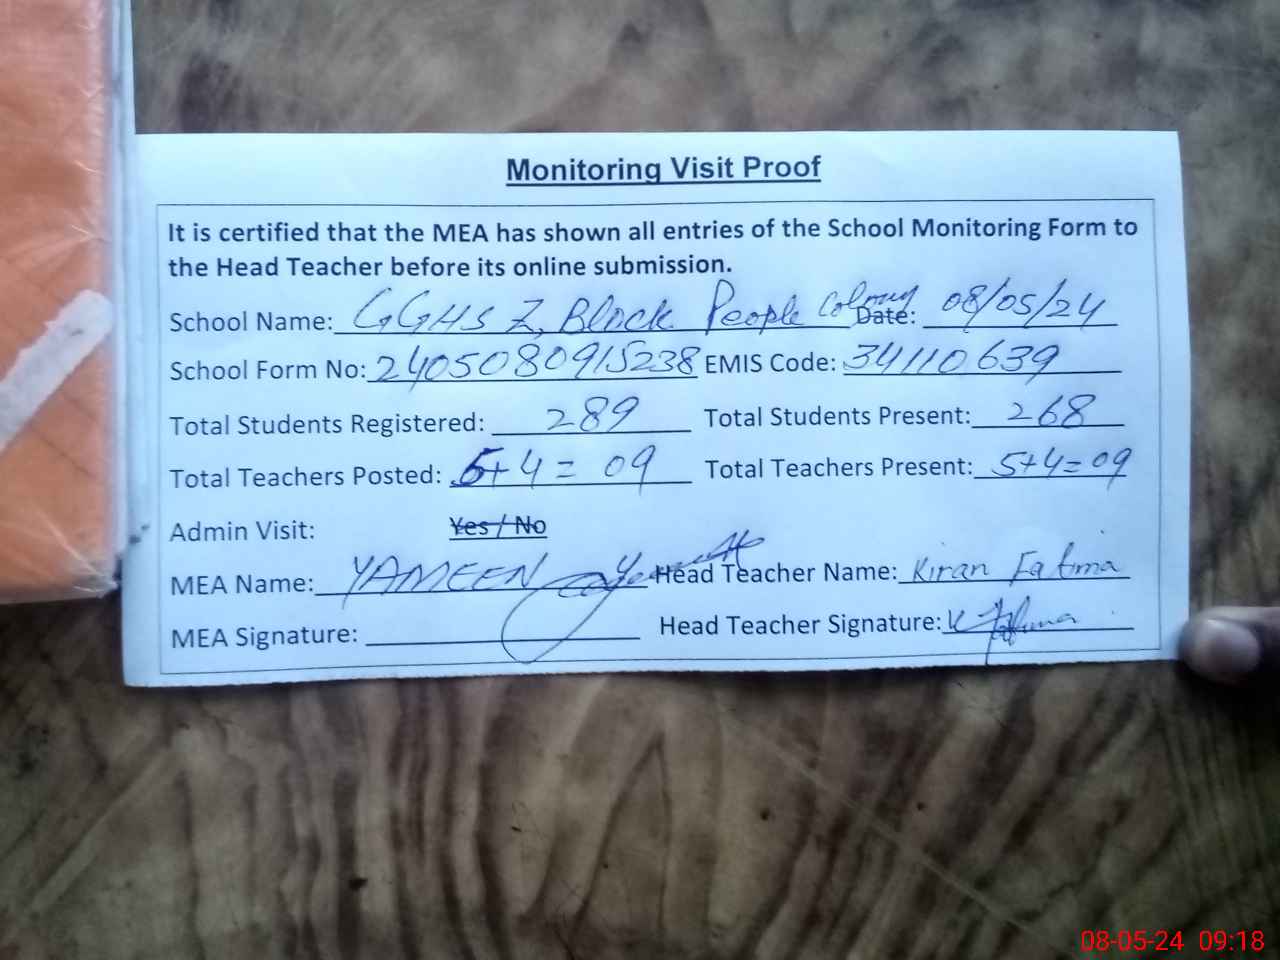 Monitoring Visit Proof
It is certified that the MEA has shown all entries of the School Monitoring Form to
the Head Teacher before its online submission.
School Name: GGHS Z, Block People Colony Date: 08/05/24
School Form No: 2405080915238 EMIS Code: 34110639
Total Students Registered: 289 Total Students Present: 268
Total Teachers Posted: 5+4= 09 Total Teachers Present: 5+4=09
Admin Visit: Yes / No
MEA Name: YAMEEN Head Teacher Name: Kiran Fatima
MEA Signature: Head Teacher Signature: K Fatima
08-05-24 09:18